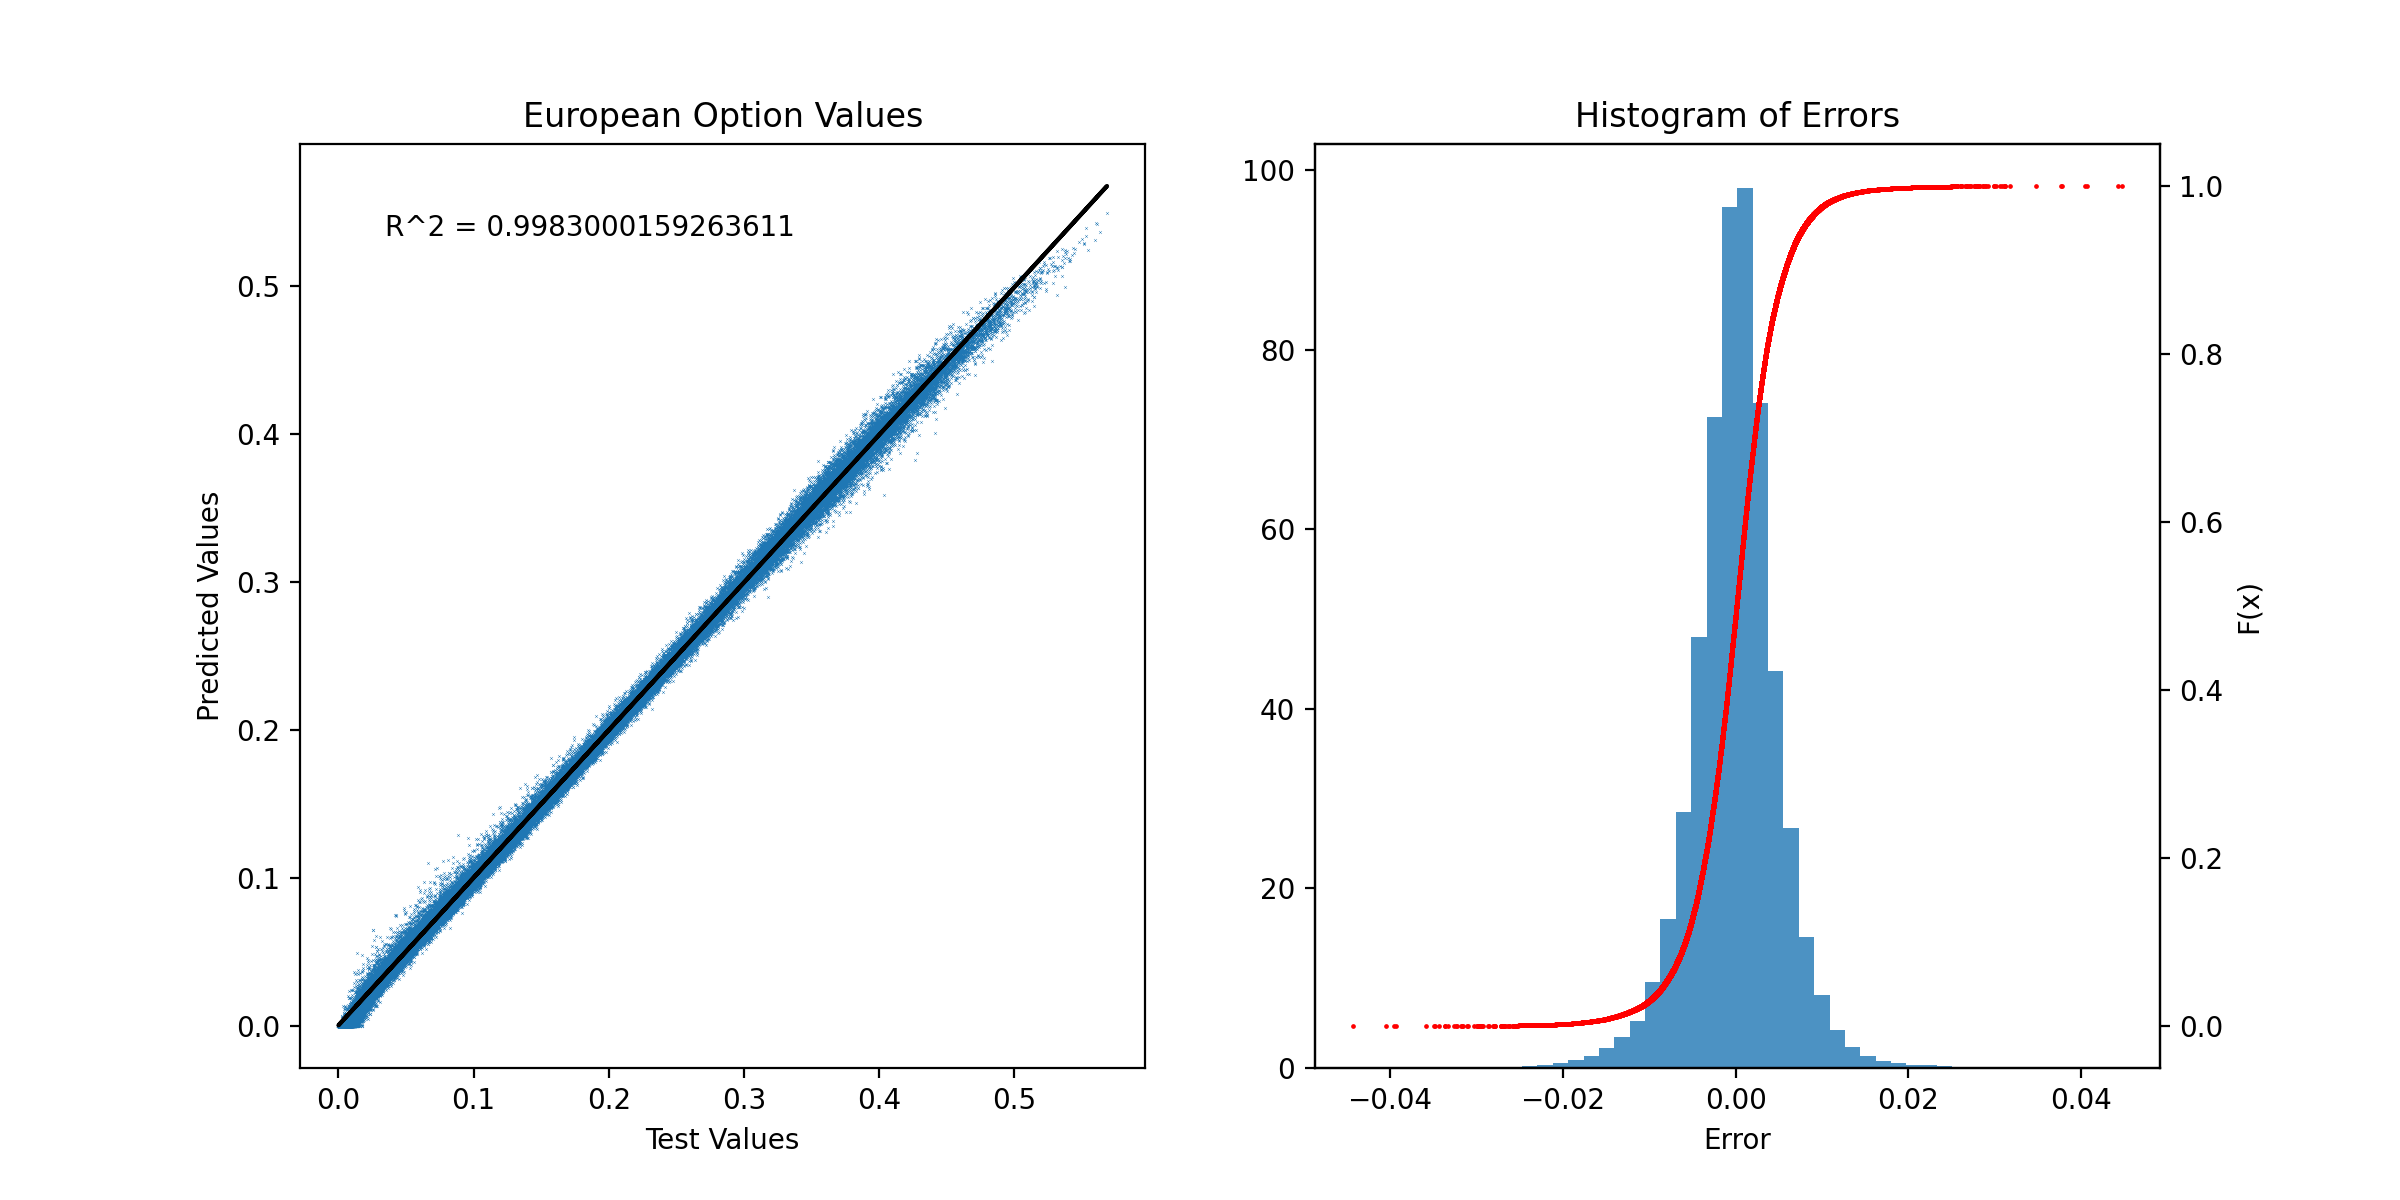 European Option Values
R^2 = 0.9983000159263611
0.5
0.4
0.3
0.2
0.1
0.0
Predicted Values
0.0 0.1 0.2 0.3 0.4 0.5
Test Values
Histogram of Errors
100
80
60
40
20
0
−0.04 −0.02 0.00 0.02 0.04
Error
1.0
0.8
0.6
0.4
0.2
0.0
F(x)